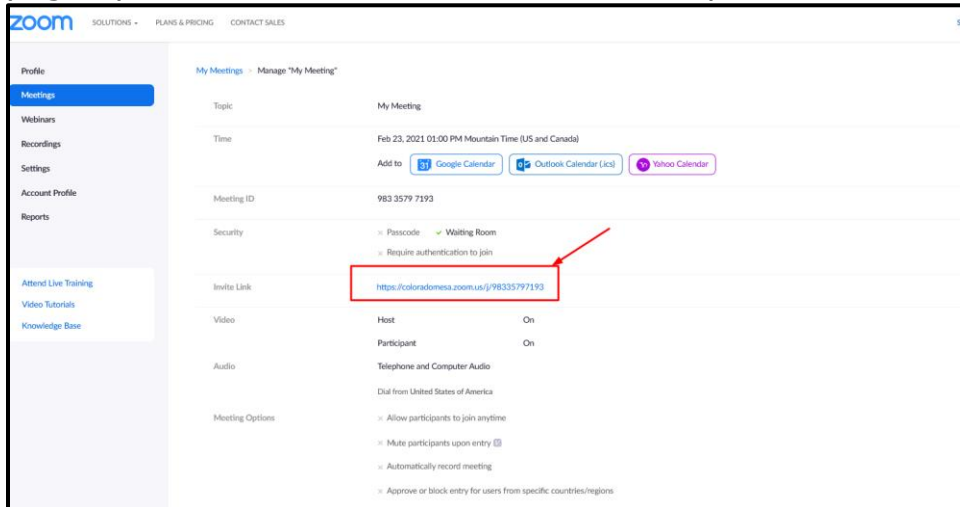 zoom SOLUTIONS PLANS & PRICING CONTACT SALES
Profile
Meetings
Webinars
Recordings
Settings
Account Profile
Reports
Attend Live Training
Video Tutorials
Knowledge Base
My Meetings > Manage "My Meeting"
Topic My Meeting
Time Feb 23, 2021 01:00 PM Mountain Time (US and Canada)
Add to 31 Google Calendar Outlook Calendar (.ics) Yahoo Calendar
Meeting ID 983 3579 7193
Security Passcode Waiting Room
Require authentication to join
Invite Link https://coloradomesa.zoom.us/j/98335797193
Video Host On
Participant On
Audio Telephone and Computer Audio
Dial from United States of America
Meeting Options Allow participants to join anytime
Mute participants upon entry
Automatically record meeting
Approve or block entry for users from specific countries/regions